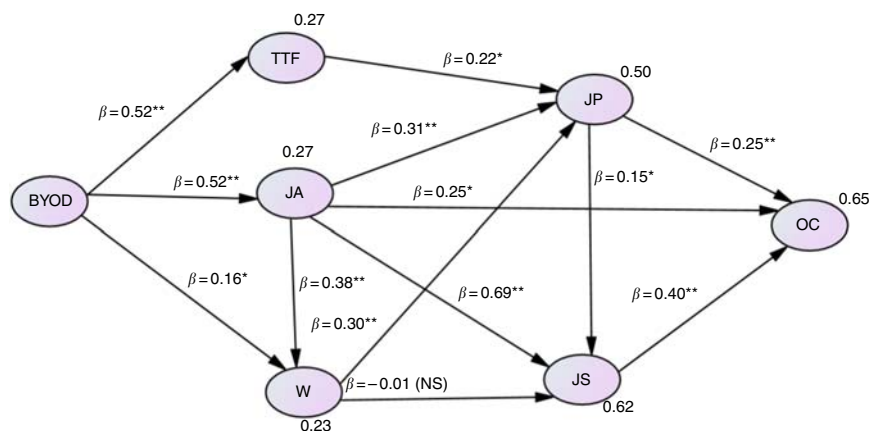 0.27
TTF
β=0.22*
0.50
JP
β=0.52**
β=0.31**
β=0.25**
0.27
β=0.52**
JA
β=0.25*
β=0.15*
0.65
BYOD
OC
β=0.16*
β=0.38**
β=0.69**
β=0.40**
β=0.30**
W
β=−0.01 (NS)
JS
0.62
0.23